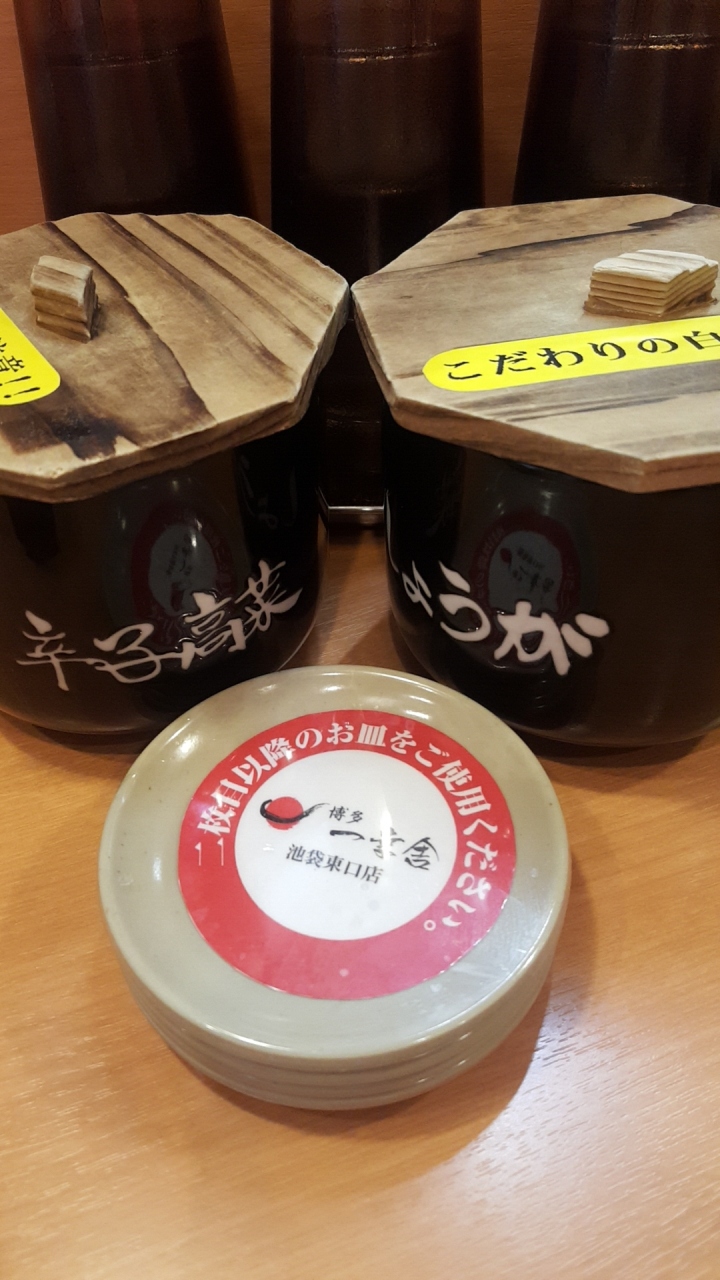 意!!
こだわりの白
辛子高菜
しょうが
二枚目以降のお皿をご使用ください。
博多
一幸舎
池袋東口店